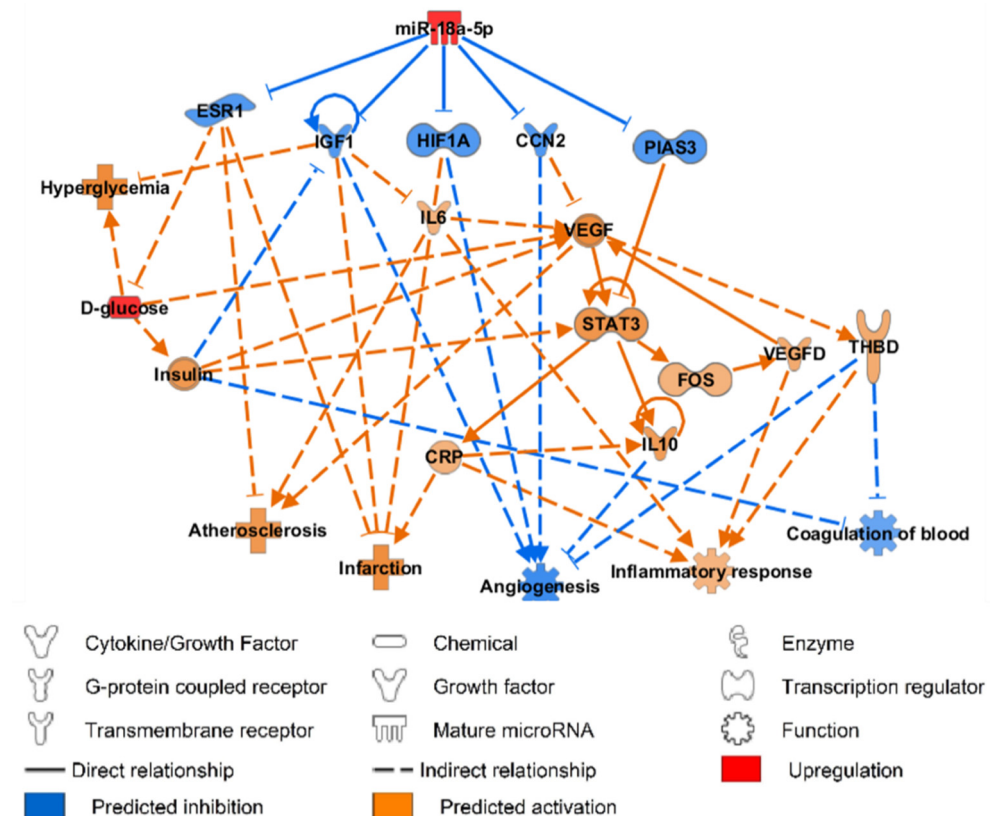 miR-18a-5p
ESR1
IGF1
HIF1A
CCN2
PIAS3
Hyperglycemia
IL6
VEGF
D-glucose
STAT3
VEGFD
THBD
Insulin
FOS
IL10
CRP
Atherosclerosis
Coagulation of blood
Infarction
Angiogenesis
Inflammatory response
Cytokine/Growth Factor
Chemical
Enzyme
G-protein coupled receptor
Growth factor
Transcription regulator
Transmembrane receptor
Mature microRNA
Function
Direct relationship
Indirect relationship
Upregulation
Predicted inhibition
Predicted activation